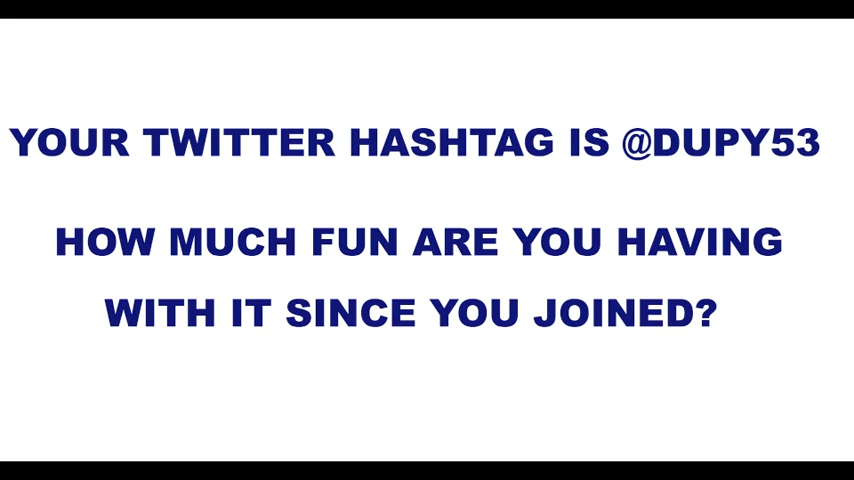 YOUR TWITTER HASHTAG IS @DUPY53
HOW MUCH FUN ARE YOU HAVING
WITH IT SINCE YOU JOINED?